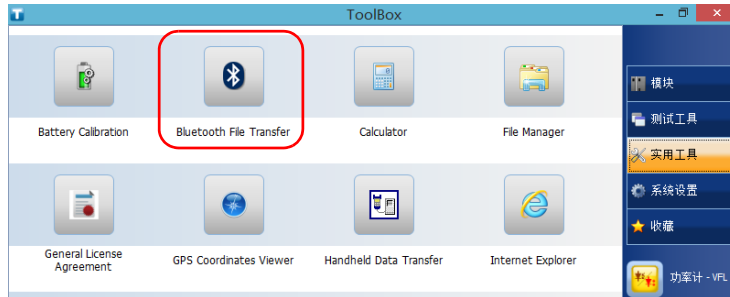 ToolBox
Battery Calibration
Bluetooth File Transfer
Calculator
File Manager
General License
Agreement
GPS Coordinates Viewer
Handheld Data Transfer
Internet Explorer
模块
测试工具
实用工具
系统设置
收藏
功率计 - VFL